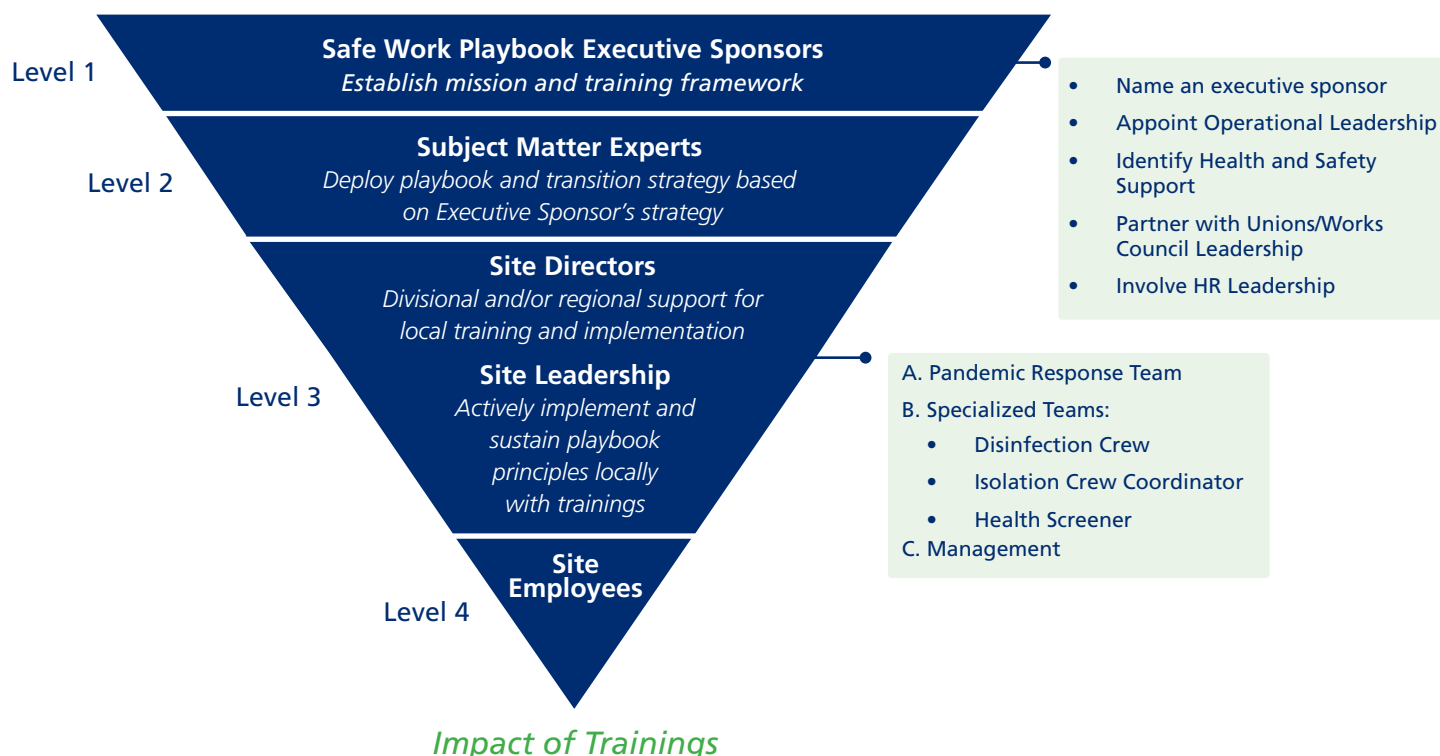 Level 1
Safe Work Playbook Executive Sponsors
Establish mission and training framework
• Name an executive sponsor
• Appoint Operational Leadership
• Identify Health and Safety
Support
• Partner with Unions/Works
Council Leadership
• Involve HR Leadership
Level 2
Subject Matter Experts
Deploy playbook and transition strategy based
on Executive Sponsor’s strategy
Level 3
Site Directors
Divisional and/or regional support for
local training and implementation
Site Leadership
Actively implement and
sustain playbook
principles locally
with trainings
A. Pandemic Response Team
B. Specialized Teams:
• Disinfection Crew
• Isolation Crew Coordinator
• Health Screener
C. Management
Level 4
Site
Employees
Impact of Trainings